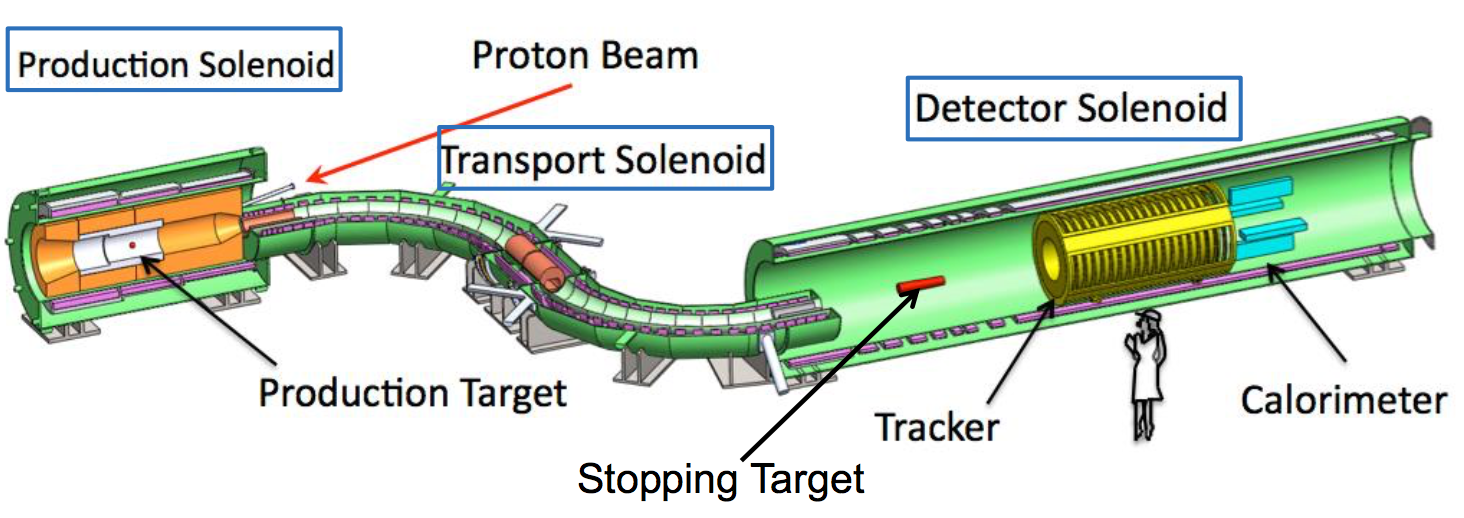 Production Solenoid
Proton Beam
Transport Solenoid
Detector Solenoid
Production Target
Stopping Target
Tracker
Calorimeter